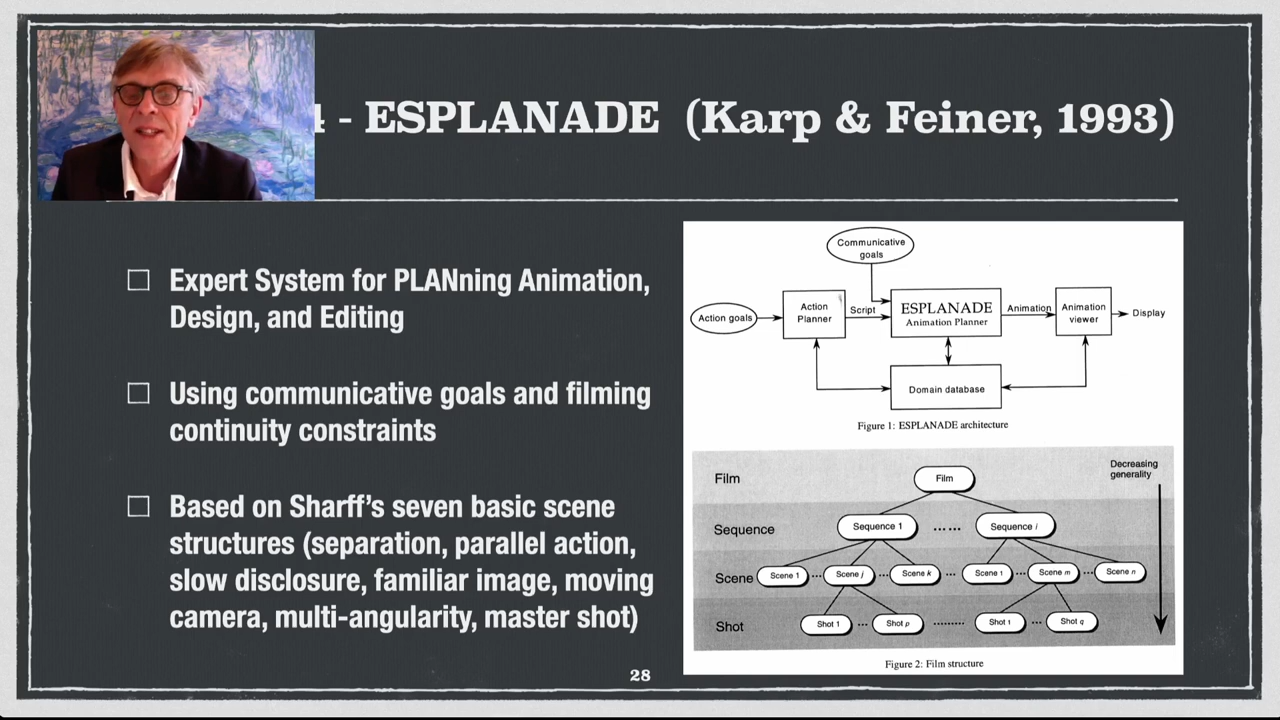 - ESPLANADE (Karp & Feiner, 1993)
Expert System for PLANning Animation,
Design, and Editing
Using communicative goals and filming
continuity constraints
Based on Sharff's seven basic scene
structures (separation, parallel action,
slow disclosure, familiar image, moving
camera, multi-angularity, master shot)
Communicative
goals
Action goals
Action
Planner
Script
ESPLANADE
Animation Planner
Animation
Animation
viewer
Display
Domain database
Figure 1: ESPLANADE architecture
Decreasing
generality
Film
Film
Sequence
Sequence 1 ...... Sequence i
Scene
Scene 1 ... Scene j ... Scene k ... Scene 1 ... Scene m ... Scene n
Shot
Shot 1 ... Shot p ......... Shot 1 ... Shot q
Figure 2: Film structure
28